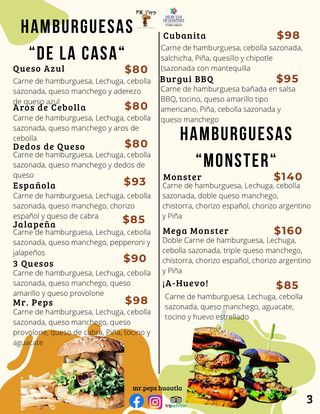 HAMBURGUESAS
"DE LA CASA"
Queso Azul $80
Carne de hamburguesa, Lechuga, cebolla
sazonada, queso manchego y aderezo
de queso azul
Aros de Cebolla $80
Carne de hamburguesa, Lechuga, cebolla
sazonada, queso manchego y aros de
cebolla
Dedos de Queso $80
Carne de hamburguesa, Lechuga, cebolla
sazonada, queso manchego y dedos de
queso
Española $93
Carne de hamburguesa, Lechuga, cebolla
sazonada, queso manchego, chorizo
español y queso de cabra
Jalapeña $85
Carne de hamburguesa, Lechuga, cebolla
sazonada, queso manchego, pepperoni y
jalapeños
3 Quesos $90
Carne de hamburguesa, Lechuga, cebolla
sazonada, queso manchego, queso
amarillo y queso provolone
Mr. Peps $98
Carne de hamburguesa, Lechuga, cebolla
sazonada, queso manchego, queso
provolone, queso de cabra, Piña, tocino y
aguacate
Mr. Peps
Cubanita $98
Carne de hamburguesa, cebolla sazonada,
salchicha, Piña, quesillo y chipotle
(sazonada con mantequilla
Burgui BBQ $95
Carne de hamburguesa bañada en salsa
BBQ, tocino, queso amarillo tipo
americano, Piña, cebolla sazonada y
queso manchego
HAMBURGUESAS
"MONSTER"
Monster $140
Carne de hamburguesa, Lechuga, cebolla
sazonada, doble queso manchego,
chistorra, chorizo español, chorizo argentino
y Piña
Mega Monster $160
Doble Carne de hamburguesa, Lechuga,
cebolla sazonada, triple queso manchego,
chistorra, chorizo español, chorizo argentino
y Piña
¡A-Huevo! $85
Carne de hamburguesa, Lechuga, cebolla
sazonada, queso manchego, aguacate,
tocino y huevo estrellado
mr.peps huautla
Tripadvisor
3